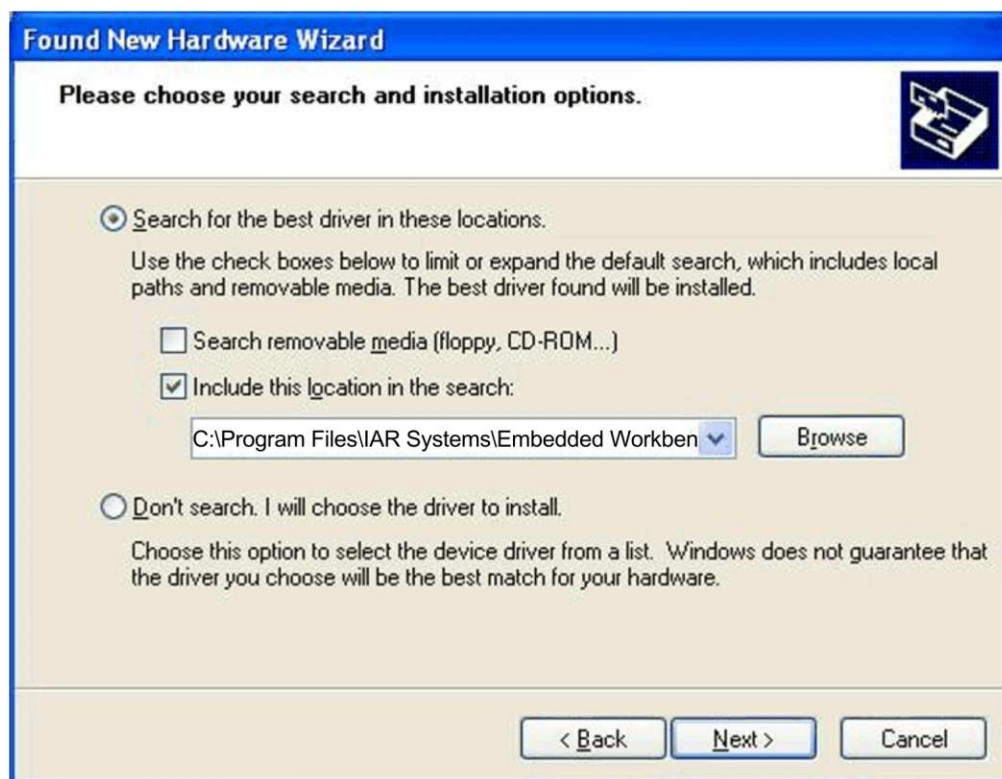 Found New Hardware Wizard
Please choose your search and installation options.
Search for the best driver in these locations.
Use the check boxes below to limit or expand the default search, which includes local
paths and removable media. The best driver found will be installed.
Search removable media (floppy, CD-ROM...)
Include this location in the search:
C:\Program Files\IAR Systems\Embedded Workben
Browse
Don't search. I will choose the driver to install.
Choose this option to select the device driver from a list. Windows does not guarantee that
the driver you choose will be the best match for your hardware.
< Back
Next >
Cancel